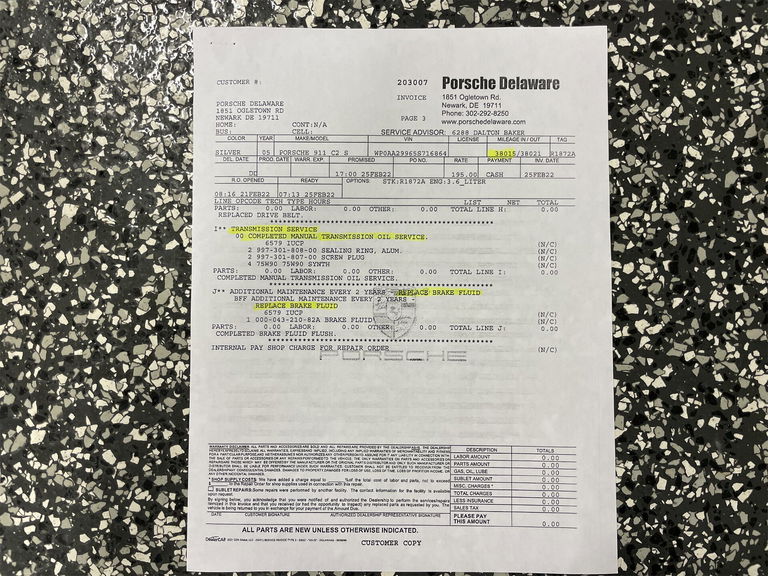 CUSTOMER #:
203007
Porsche Delaware
INVOICE
1851 Ogletown Rd.
Newark, DE 19711
Phone: 302-292-8250
www.porschedelaware.com
PORSCHE DELAWARE
1851 OGLETOWN RD
NEWARK DE 19711
PAGE 3
HOME: CONT:N/A
BUS: CELL:
SERVICE ADVISOR: 6288 DALTON BAKER
COLOR YEAR MAKE/MODEL VIN LICENSE MILEAGE IN / OUT TAG
SILVER 05 PORSCHE 911 C2 S WP0AA29965S716864 38015/38021 R1872A
DEL. DATE PROD. DATE WARR. EXP. PROMISED PO NO. RATE PAYMENT INV. DATE
DD 17:00 25FEB22 195.00 CASH 25FEB22
R.O. OPENED READY OPTIONS: STK:R1872A ENG:3.6_LITER
08:16 21FEB22 07:13 25FEB22
LINE OPCODE TECH TYPE HOURS LIST NET TOTAL
PARTS: 0.00 LABOR: 0.00 OTHER: 0.00 TOTAL LINE H: 0.00
REPLACED DRIVE BELT.
I** TRANSMISSION SERVICE
00 COMPLETED MANUAL TRANSMISSION OIL SERVICE.
6579 IUCP (N/C)
2 997-301-808-00 SEALING RING, ALUM. (N/C)
2 997-301-807-00 SCREW PLUG (N/C)
4 75W90 75W90 SYNTH (N/C)
PARTS: 0.00 LABOR: 0.00 OTHER: 0.00 TOTAL LINE I: 0.00
COMPLETED MANUAL TRANSMISSION OIL SERVICE.
J** ADDITIONAL MAINTENANCE EVERY 2 YEARS - REPLACE BRAKE FLUID
BFF ADDITIONAL MAINTENANCE EVERY 2 YEARS -
REPLACE BRAKE FLUID
6579 IUCP (N/C)
1 000-043-210-82A BRAKE FLUID (N/C)
PARTS: 0.00 LABOR: 0.00 OTHER: 0.00 TOTAL LINE J: 0.00
COMPLETED BRAKE FLUID FLUSH.
INTERNAL PAY SHOP CHARGE FOR REPAIR ORDER (N/C)
PORSCHE
DESCRIPTION TOTALS
LABOR AMOUNT 0.00
PARTS AMOUNT 0.00
GAS, OIL, LUBE 0.00
SUBLET AMOUNT 0.00
MISC. CHARGES * 0.00
TOTAL CHARGES 0.00
LESS INSURANCE 0.00
SALES TAX 0.00
PLEASE PAY THIS AMOUNT 0.00
DATE CUSTOMER SIGNATURE AUTHORIZED DEALERSHIP REPRESENTATIVE SIGNATURE
ALL PARTS ARE NEW UNLESS OTHERWISE INDICATED.
CUSTOMER COPY